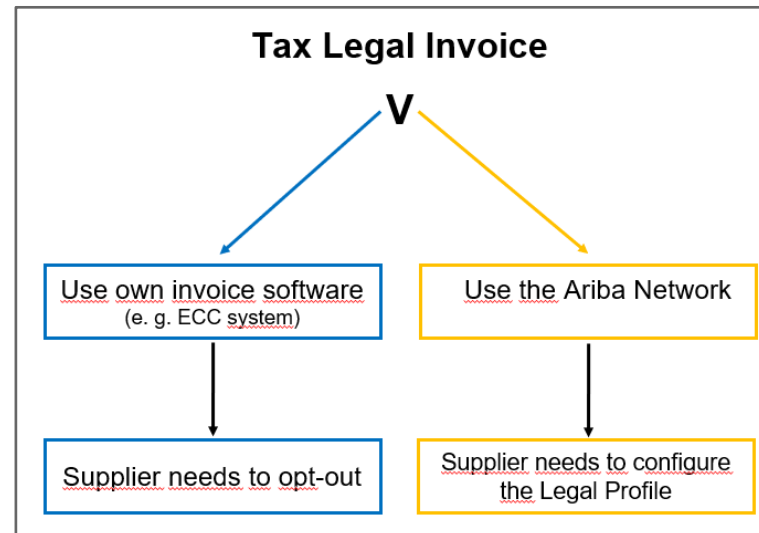 Tax Legal Invoice
V
Use own invoice software
(e. g. ECC system)
Use the Ariba Network
Supplier needs to opt-out
Supplier needs to configure
the Legal Profile